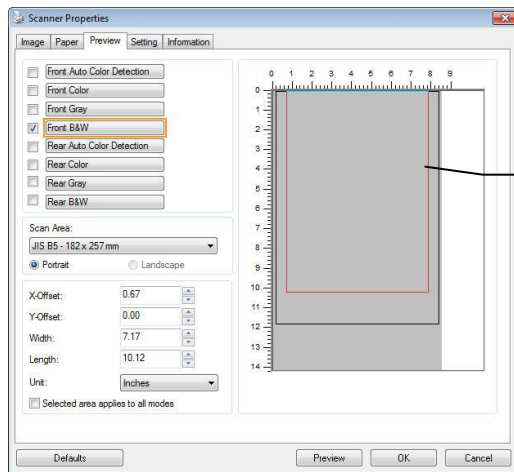 Scanner Properties
Image Paper Preview Setting Information
Front Auto Color Detection
Front Color
Front Gray
Front B&W
Rear Auto Color Detection
Rear Color
Rear Gray
Rear B&W
Scan Area:
JIS B5 - 182 x 257 mm
Portrait Landscape
X-Offset: 0.67
Y-Offset: 0.00
Width: 7.17
Length: 10.12
Unit: Inches
Selected area applies to all modes
0 1 2 3 4 5 6 7 8 9
0
1
2
3
4
5
6
7
8
9
10
11
12
13
14
Defaults Preview OK Cancel